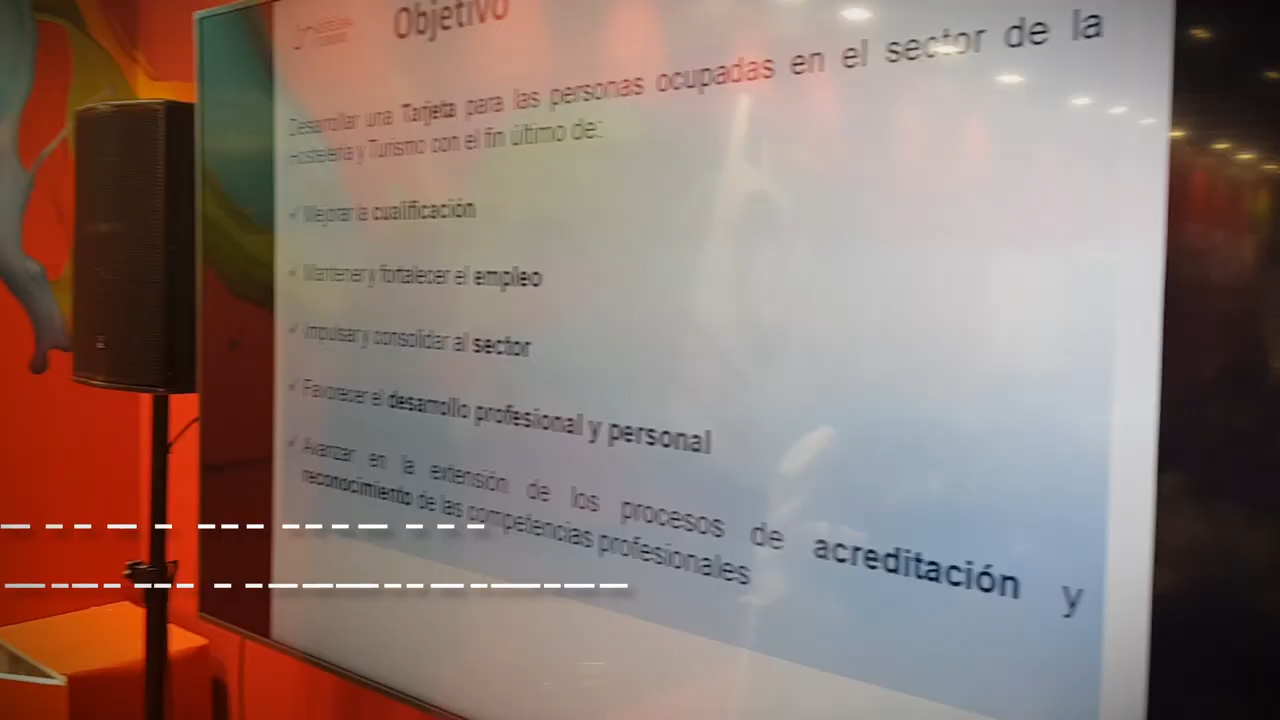 Objetivo
Desarrollar una Tarjeta para las personas ocupadas en el sector de la
Hostelería y Turismo con el fin último de:
✓ Mejorar la cualificación
✓ Mantener y fortalecer el empleo
✓ Impulsar y consolidar al sector
✓ Favorecer el desarrollo profesional y personal
✓ Avanzar en la extensión de los procesos de acreditación y
reconocimiento de las competencias profesionales